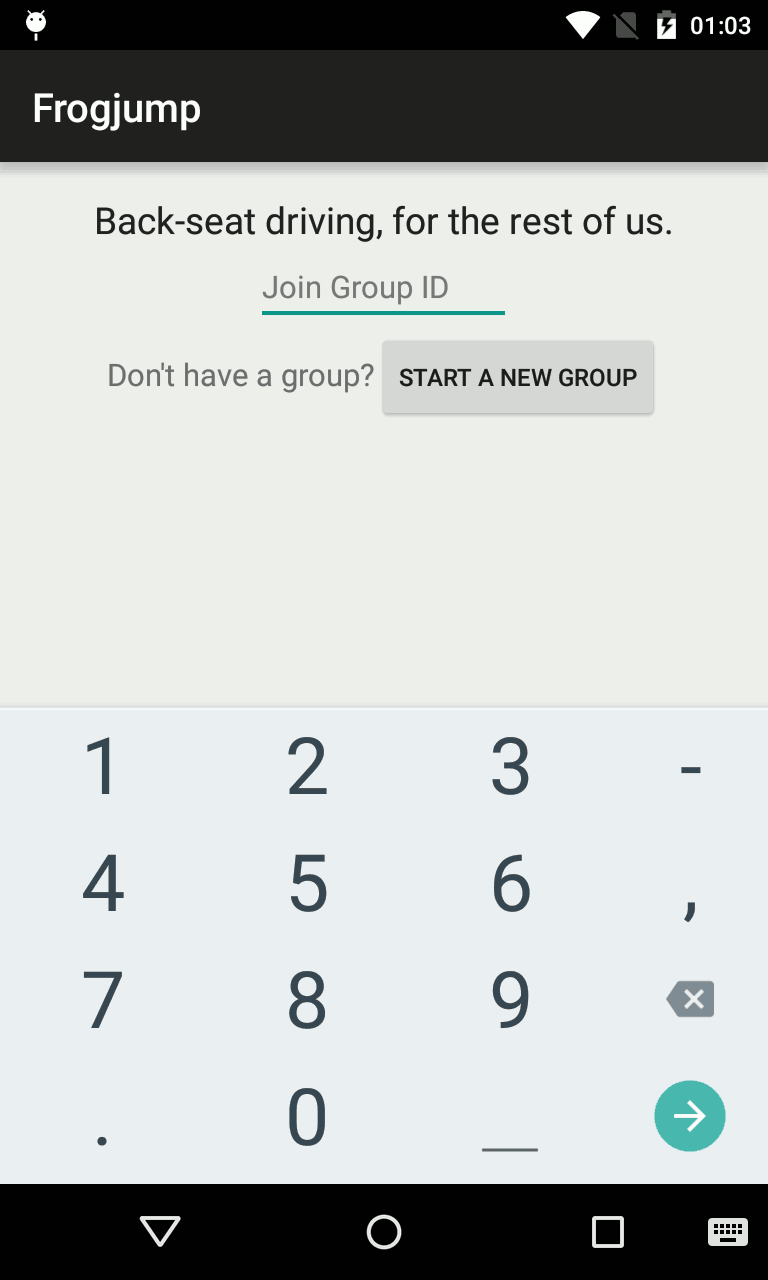 01:03
Frogjump
Back-seat driving, for the rest of us.
Join Group ID
Don't have a group? START A NEW GROUP
1 2 3 -
4 5 6 ,
7 8 9
. 0 _